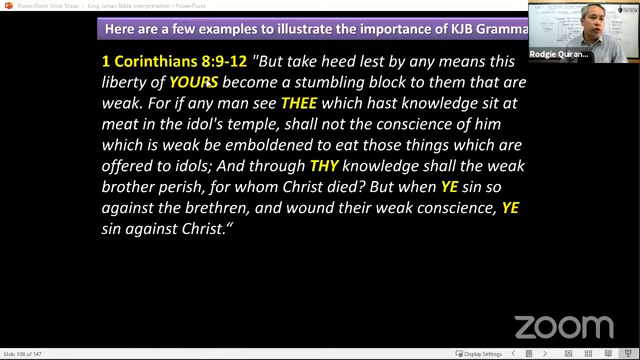 PowerPoint Slide Show - King James Bible Interpretation - PowerPoint
Here are a few examples to illustrate the importance of KJB Gramma
Rodgie Quiran...
1 Corinthians 8:9-12 "But take heed lest by any means this
liberty of YOURS become a stumbling block to them that are
weak. For if any man see THEE which hast knowledge sit at
meat in the idol's temple, shall not the conscience of him
which is weak be emboldened to eat those things which are
offered to idols; And through THY knowledge shall the weak
brother perish, for whom Christ died? But when YE sin so
against the brethren, and wound their weak conscience, YE
sin against Christ.“
zoom
Slide 108 of 147
Display Settings